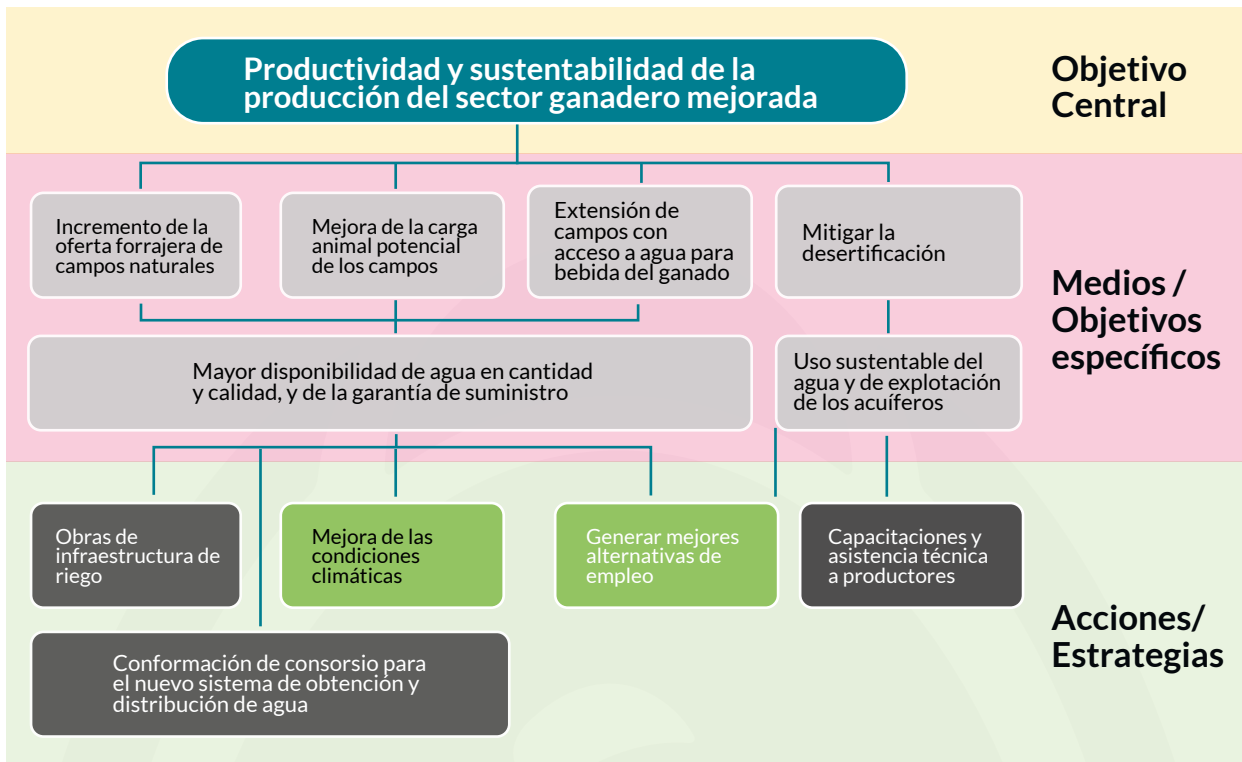 Productividad y sustentabilidad de la
producción del sector ganadero mejorada
Objetivo
Central
Incremento de la
oferta forrajera de
campos naturales
Mejora de la carga
animal potencial
de los campos
Extensión de
campos con
acceso a agua para
bebida del ganado
Mitigar la
desertificación
Medios /
Objetivos
específicos
Mayor disponibilidad de agua en cantidad
y calidad, y de la garantía de suministro
Uso sustentable del
agua y de explotación
de los acuíferos
Obras de
infraestructura de
riego
Mejora de las
condiciones
climáticas
Generar mejores
alternativas de
empleo
Capacitaciones y
asistencia técnica
a productores
Acciones/
Estrategias
Conformación de consorsio para
el nuevo sistema de obtención y
distribución de agua